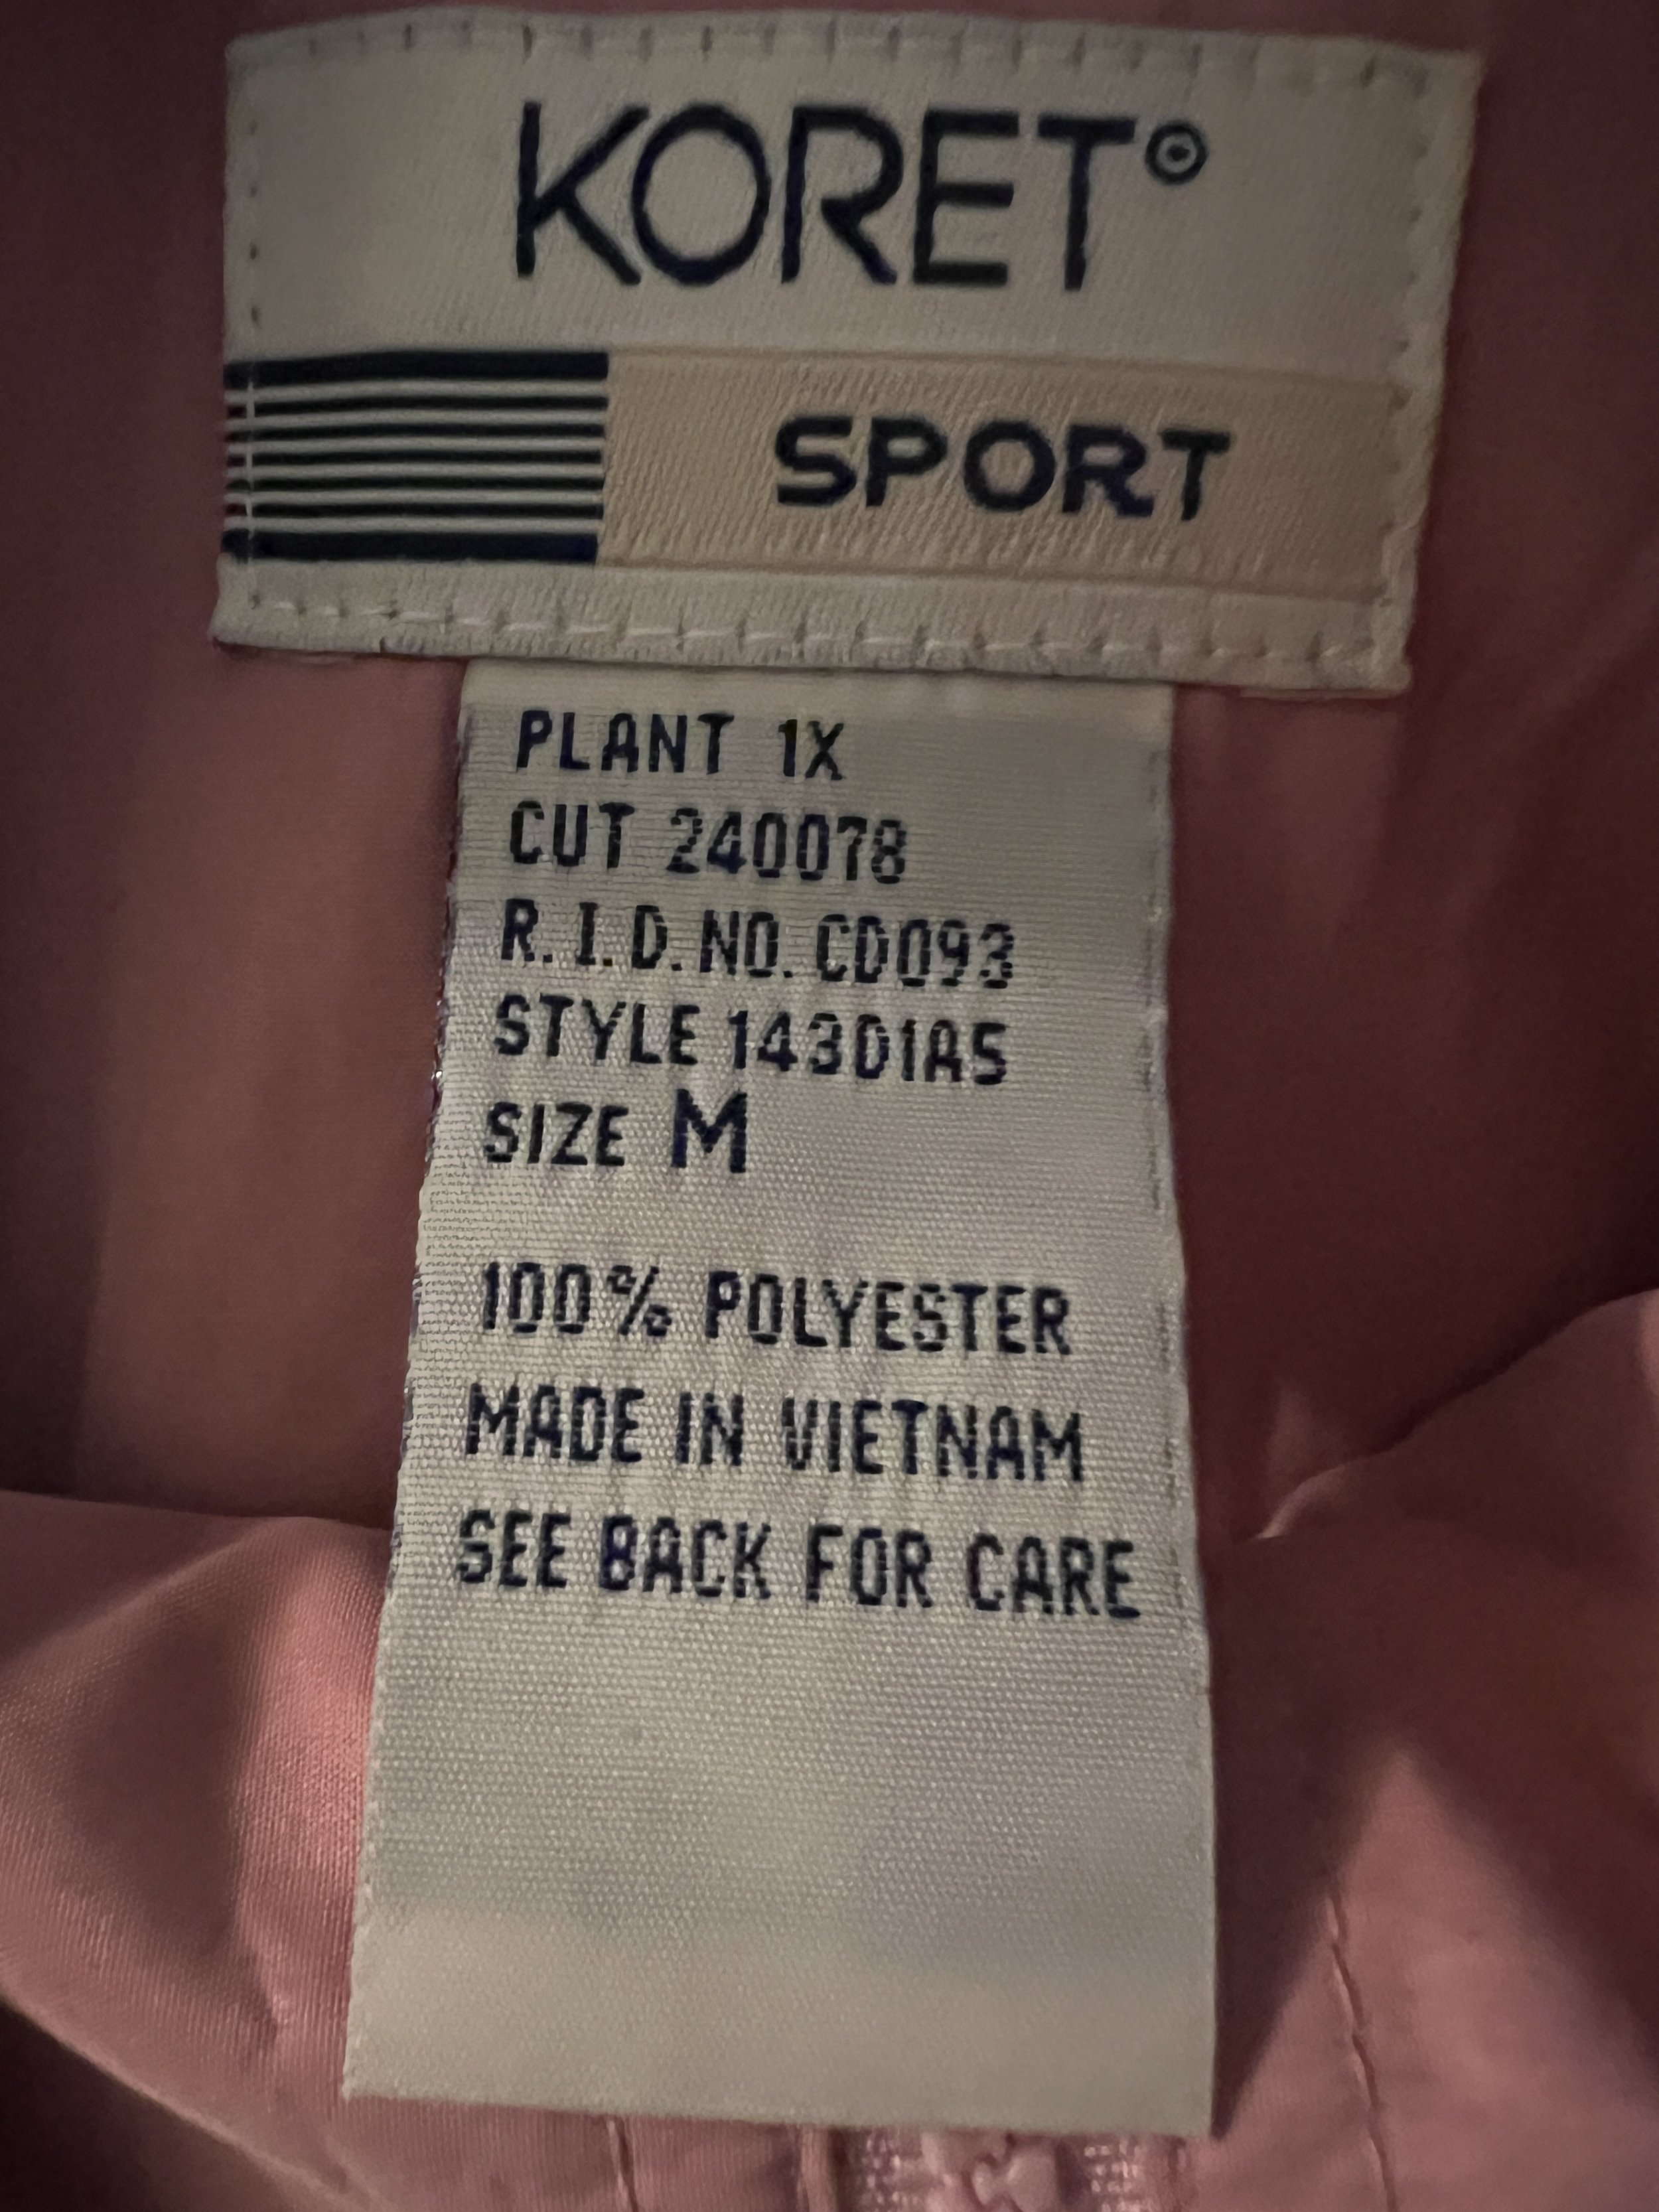 KORET®
SPORT
PLANT 1X
CUT 240078
R.I.D.NO. CD093
STYLE 14301AS
SIZE M
100% POLYESTER
MADE IN VIETNAM
SEE BACK FOR CARE